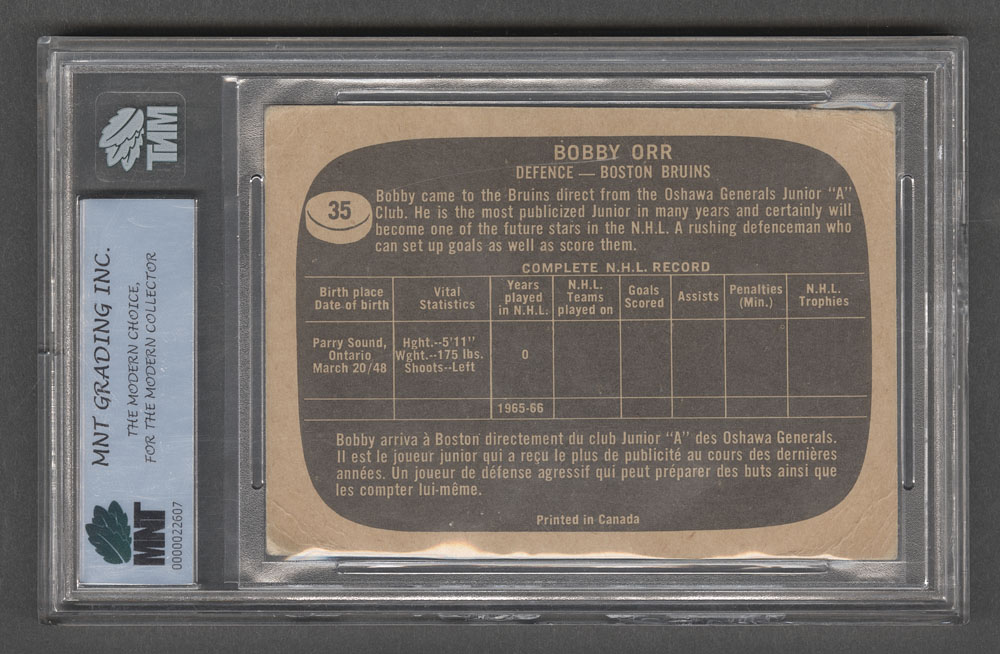 MNT
MNT GRADING INC.
THE MODERN CHOICE,
FOR THE MODERN COLLECTOR
MNT
0000022607
BOBBY ORR
DEFENCE — BOSTON BRUINS
35
Bobby came to the Bruins direct from the Oshawa Generals Junior "A"
Club. He is the most publicized Junior in many years and certainly will
become one of the future stars in the N.H.L. A rushing defenceman who
can set up goals as well as score them.
COMPLETE N.H.L. RECORD
Birth place
Date of birth
Vital
Statistics
Years
played
in N.H.L.
N.H.L.
Teams
played on
Goals
Scored
Assists
Penalties
(Min.)
N.H.L.
Trophies
Parry Sound,
Ontario
March 20/48
Hght.--5'11"
Wght.--175 lbs.
Shoots--Left
0
1965-66
Bobby arriva à Boston directement du club Junior "A" des Oshawa Generals.
Il est le joueur junior qui a reçu le plus de publicité au cours des dernières
années. Un joueur de défense agressif qui peut préparer des buts ainsi que
les compter lui-même.
Printed in Canada